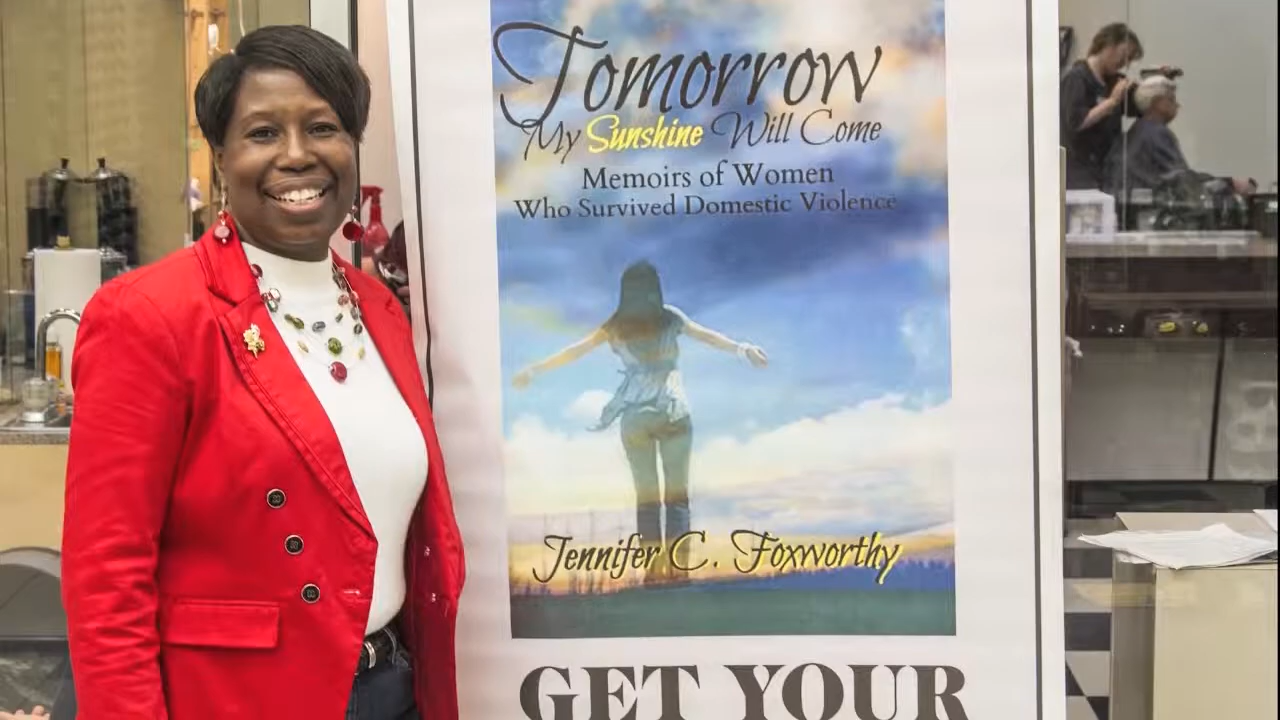 Tomorrow
My Sunshine Will Come
Memoirs of Women
Who Survived Domestic Violence
Jennifer C. Foxworthy
GET YOUR